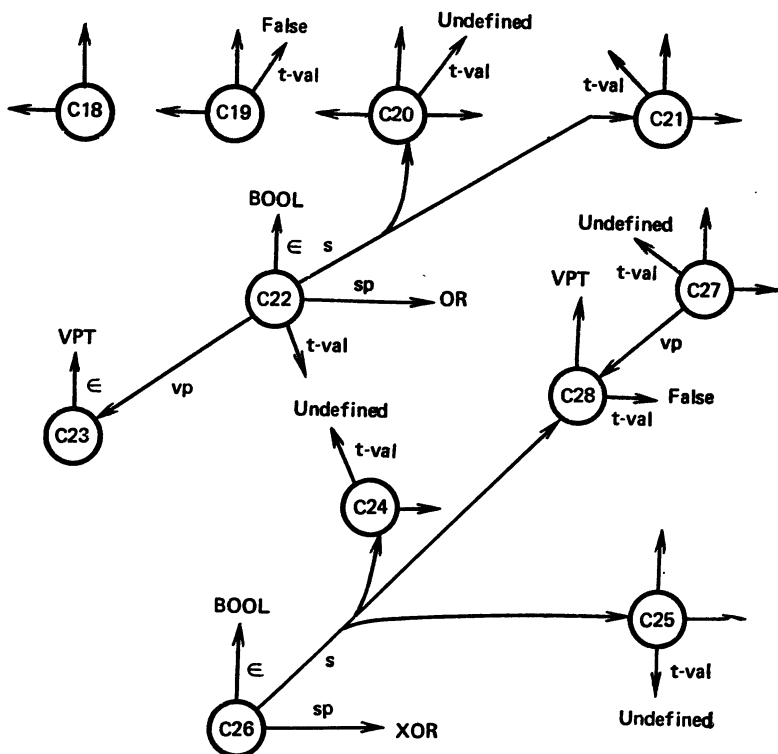 False
Undefined
t-val
t-val
t-val
C18
C19
C20
C21
BOOL
∈
s
Undefined
t-val
C22
sp
OR
VPT
C27
t-val
vp
VPT
∈
vp
C28
False
t-val
C23
Undefined
t-val
C24
BOOL
∈
s
C25
t-val
C26
sp
XOR
Undefined